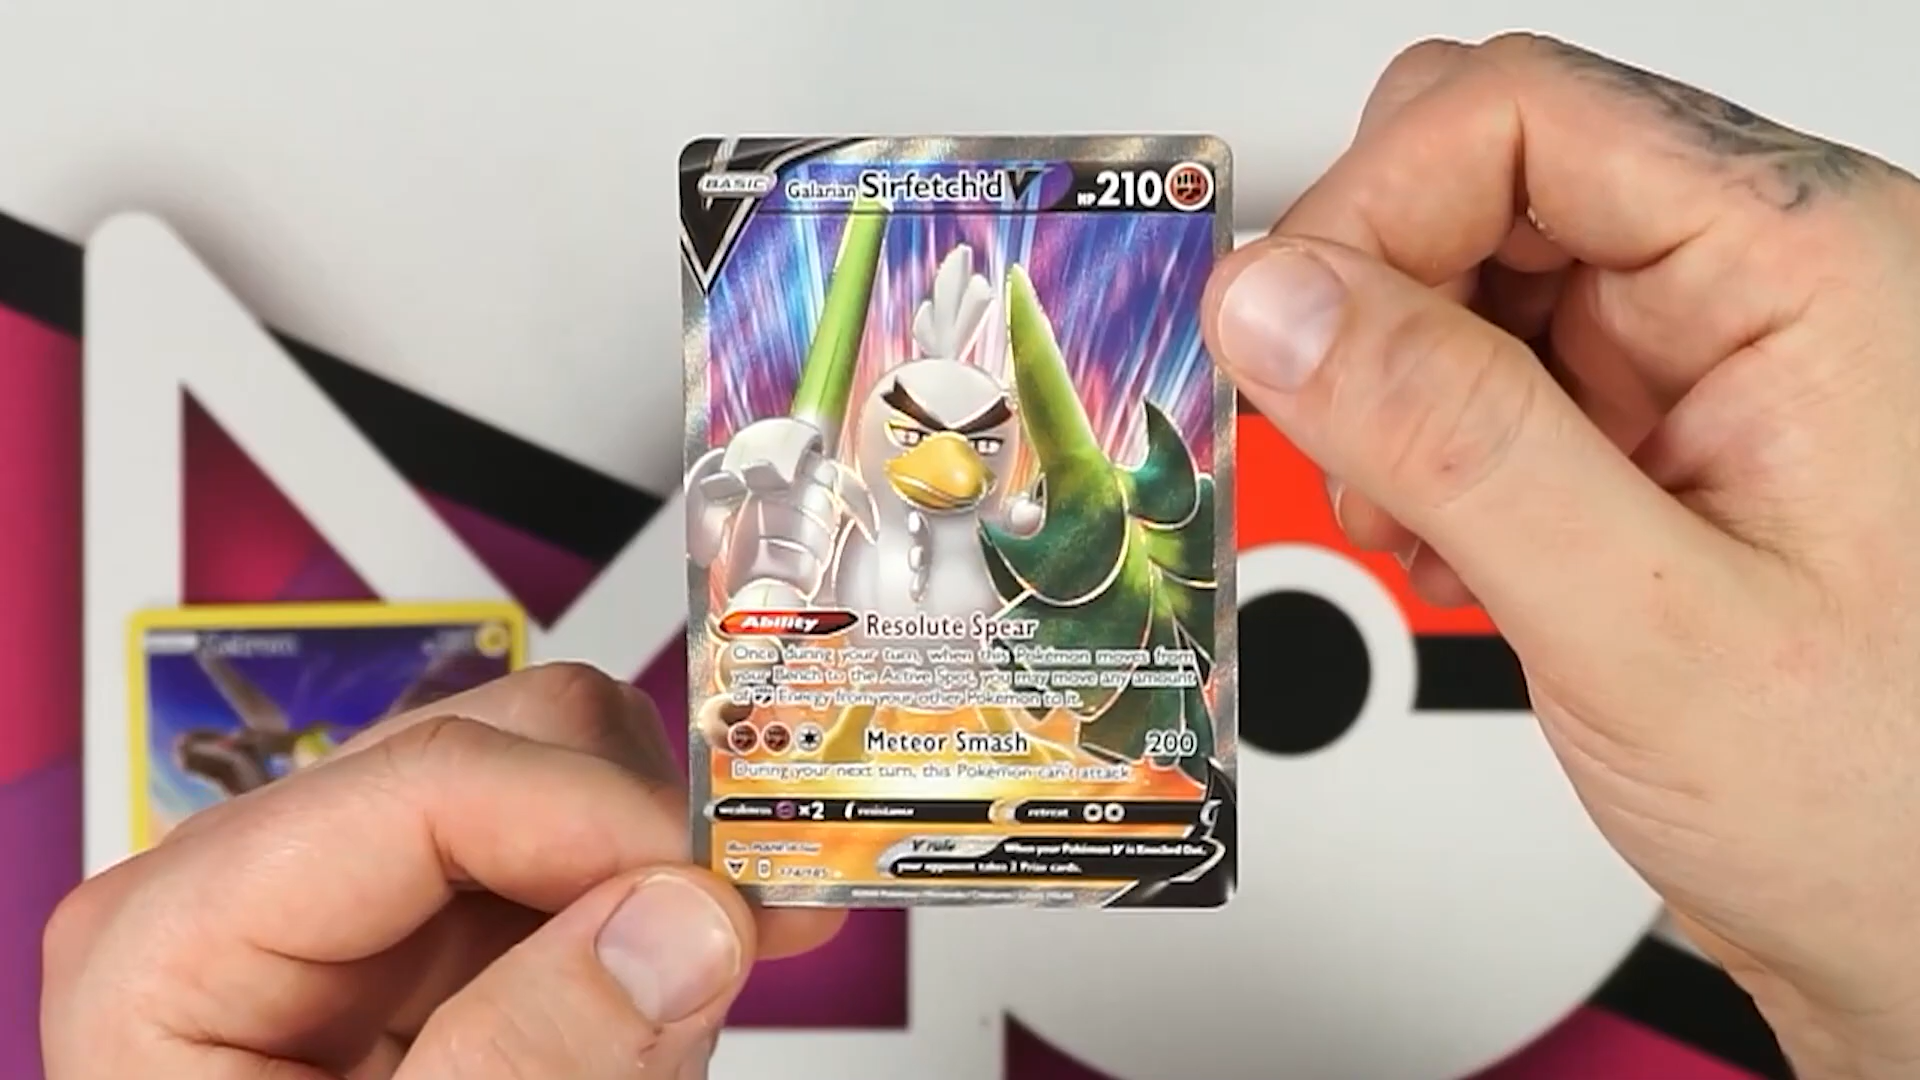 BASIC Galarian Sirfetch'd V HP 210
Ability Resolute Spear
Once during your turn, when this Pokémon moves from
your Bench to the Active Spot, you may move any amount
of Energy from your other Pokémon to it.
Meteor Smash 200
During your next turn, this Pokémon can't attack.
weakness ×2 resistance retreat
V rule When your Pokémon V is Knocked Out,
your opponent takes 2 Prize cards.
D 174/185